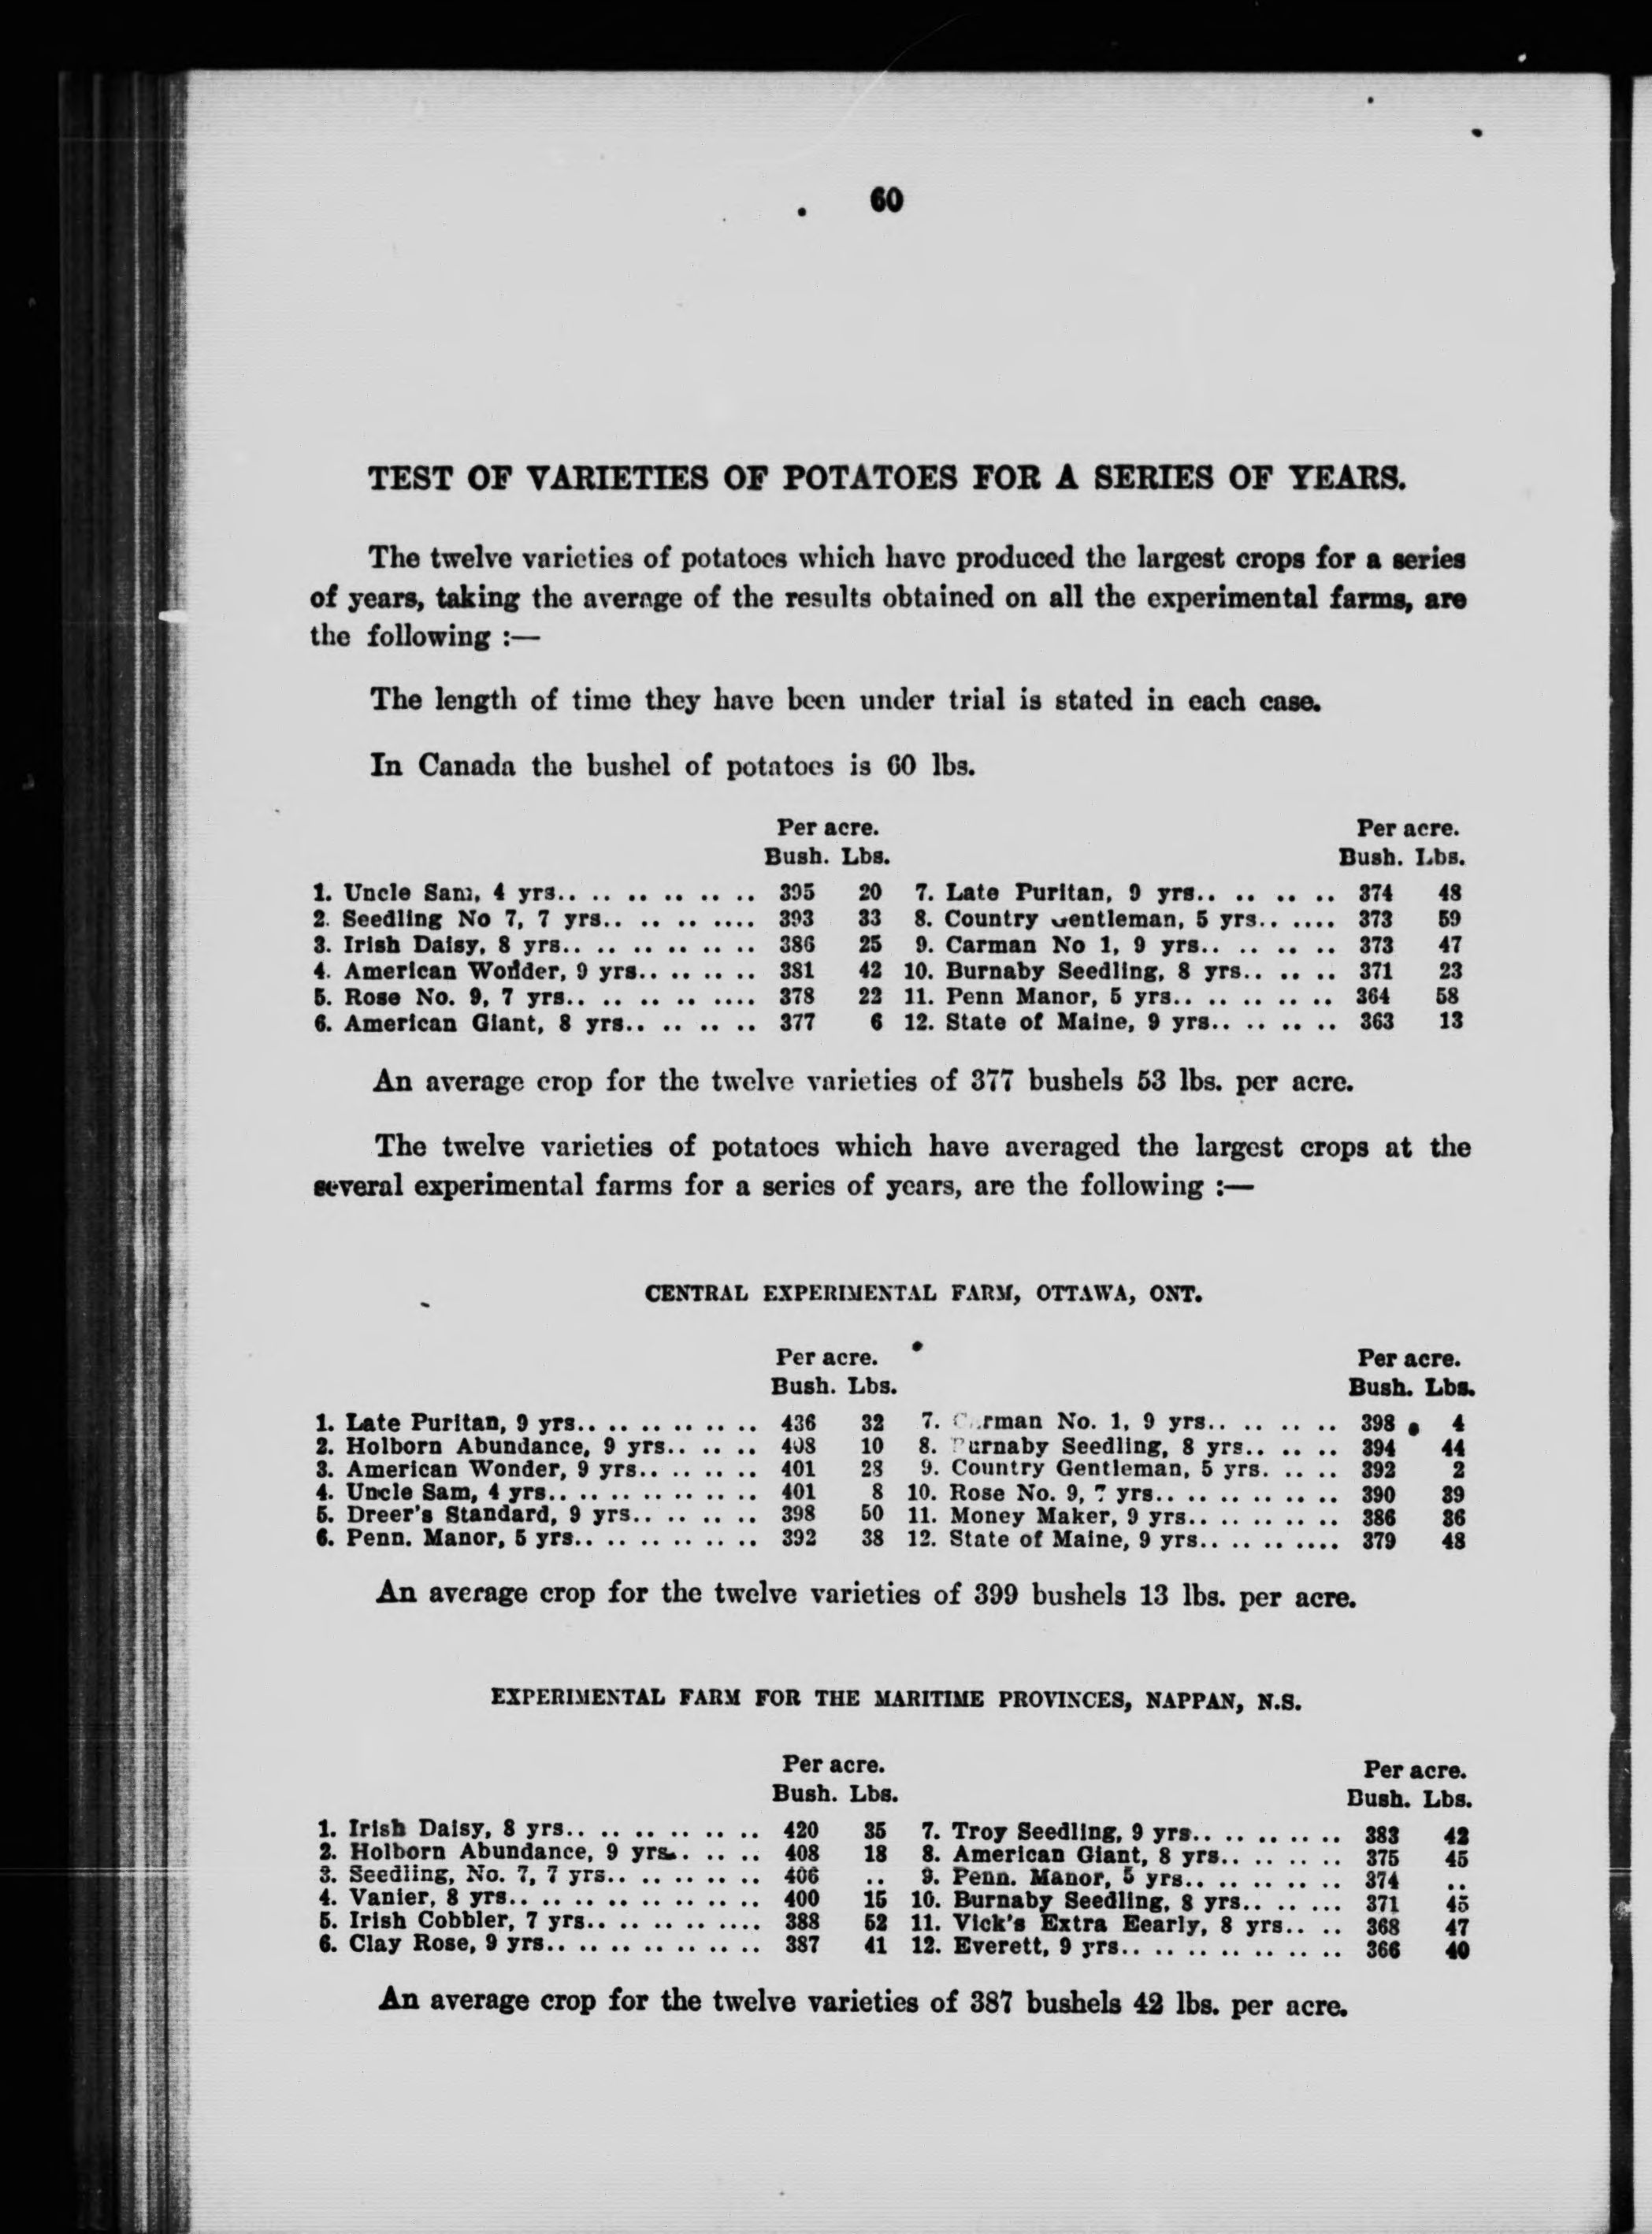 60
TEST OF VARIETIES OF POTATOES FOR A SERIES OF YEARS.
The twelve varieties of potatoes which have produced the largest crops for a series
of years, taking the average of the results obtained on all the experimental farms, are
the following :—
The length of time they have been under trial is stated in each case.
In Canada the bushel of potatoes is 60 lbs.
Per acre. Per acre.
Bush. Lbs. Bush. Lbs.
1. Uncle Sam, 4 yrs.. .. .. .. .. .. .. 395 20 7. Late Puritan, 9 yrs.. .. .. .. .. 374 48
2. Seedling No 7, 7 yrs.. .. .. .. .... 393 33 8. Country Gentleman, 5 yrs.. .. .... 373 59
3. Irish Daisy, 8 yrs.. .. .. .. .. .. .. 386 25 9. Carman No 1, 9 yrs.. .. .. .. .. 373 47
4. American Wonder, 9 yrs.. .. .. .. .. 381 42 10. Burnaby Seedling, 8 yrs.. .. .. .. 371 23
5. Rose No. 9, 7 yrs.. .. .. .. .. .... 378 22 11. Penn Manor, 5 yrs.. .. .. .. .. .. 364 58
6. American Giant, 8 yrs.. .. .. .. .. 377 6 12. State of Maine, 9 yrs.. .. .. .. .. 363 13
An average crop for the twelve varieties of 377 bushels 53 lbs. per acre.
The twelve varieties of potatoes which have averaged the largest crops at the
several experimental farms for a series of years, are the following :—
CENTRAL EXPERIMENTAL FARM, OTTAWA, ONT.
Per acre. Per acre.
Bush. Lbs. Bush. Lbs.
1. Late Puritan, 9 yrs.. .. .. .. .. .. .. 436 32 7. Carman No. 1, 9 yrs.. .. .. .. .. 398 4
2. Holborn Abundance, 9 yrs.. .. .. .. 408 10 8. Burnaby Seedling, 8 yrs.. .. .. .. 394 44
3. American Wonder, 9 yrs.. .. .. .. .. 401 28 9. Country Gentleman, 5 yrs. .. .. .. 392 2
4. Uncle Sam, 4 yrs.. .. .. .. .. .. .. .. 401 8 10. Rose No. 9, 7 yrs.. .. .. .. .. .. .. 390 39
5. Dreer's Standard, 9 yrs.. .. .. .. .. 398 50 11. Money Maker, 9 yrs.. .. .. .. .. .. 386 36
6. Penn. Manor, 5 yrs.. .. .. .. .. .. .. 392 38 12. State of Maine, 9 yrs.. .. .. .. .... 379 48
An average crop for the twelve varieties of 399 bushels 13 lbs. per acre.
EXPERIMENTAL FARM FOR THE MARITIME PROVINCES, NAPPAN, N.S.
Per acre. Per acre.
Bush. Lbs. Bush. Lbs.
1. Irish Daisy, 8 yrs.. .. .. .. .. .. .. 420 35 7. Troy Seedling, 9 yrs.. .. .. .. .. .. 383 42
2. Holborn Abundance, 9 yrs.. .. .. .. 408 18 8. American Giant, 8 yrs.. .. .. .. .. 375 45
3. Seedling, No. 7, 7 yrs.. .. .. .. .. .. 406 .. 9. Penn. Manor, 5 yrs.. .. .. .. .. .. 374 ..
4. Vanier, 8 yrs.. .. .. .. .. .. .. .. .. 400 15 10. Burnaby Seedling, 8 yrs.. .. .. ... 371 45
5. Irish Cobbler, 7 yrs.. .. .. .. .. .... 388 52 11. Vick's Extra Eearly, 8 yrs.. .. .. 368 47
6. Clay Rose, 9 yrs.. .. .. .. .. .. .. .. 387 41 12. Everett, 9 yrs.. .. .. .. .. .. .. .. 366 40
An average crop for the twelve varieties of 387 bushels 42 lbs. per acre.